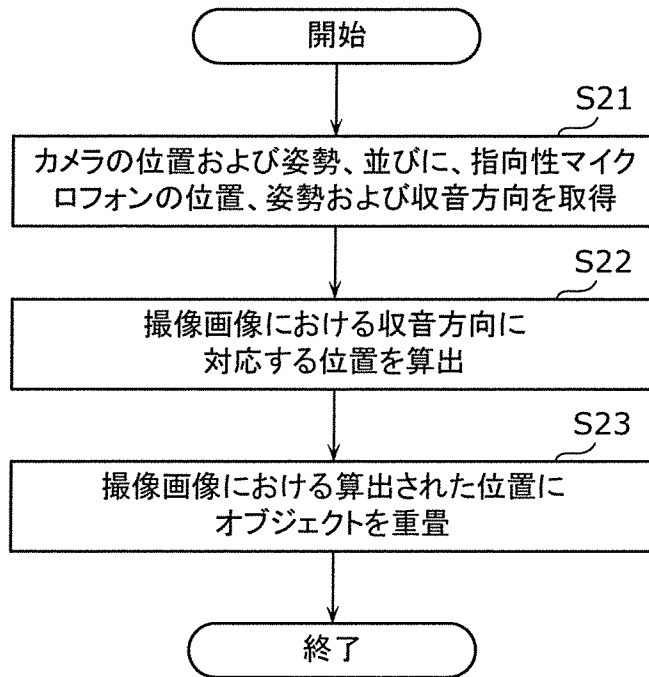 開始
S21
カメラの位置および姿勢、並びに、指向性マイク
ロフォンの位置、姿勢および収音方向を取得
S22
撮像画像における収音方向に
対応する位置を算出
S23
撮像画像における算出された位置に
オブジェクトを重畳
終了